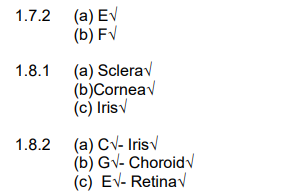 1.7.2 (a) E√
(b) F√
1.8.1 (a) Sclera√
(b)Cornea√
(c) Iris√
1.8.2 (a) C√- Iris√
(b) G√- Choroid√
(c) E√- Retina√